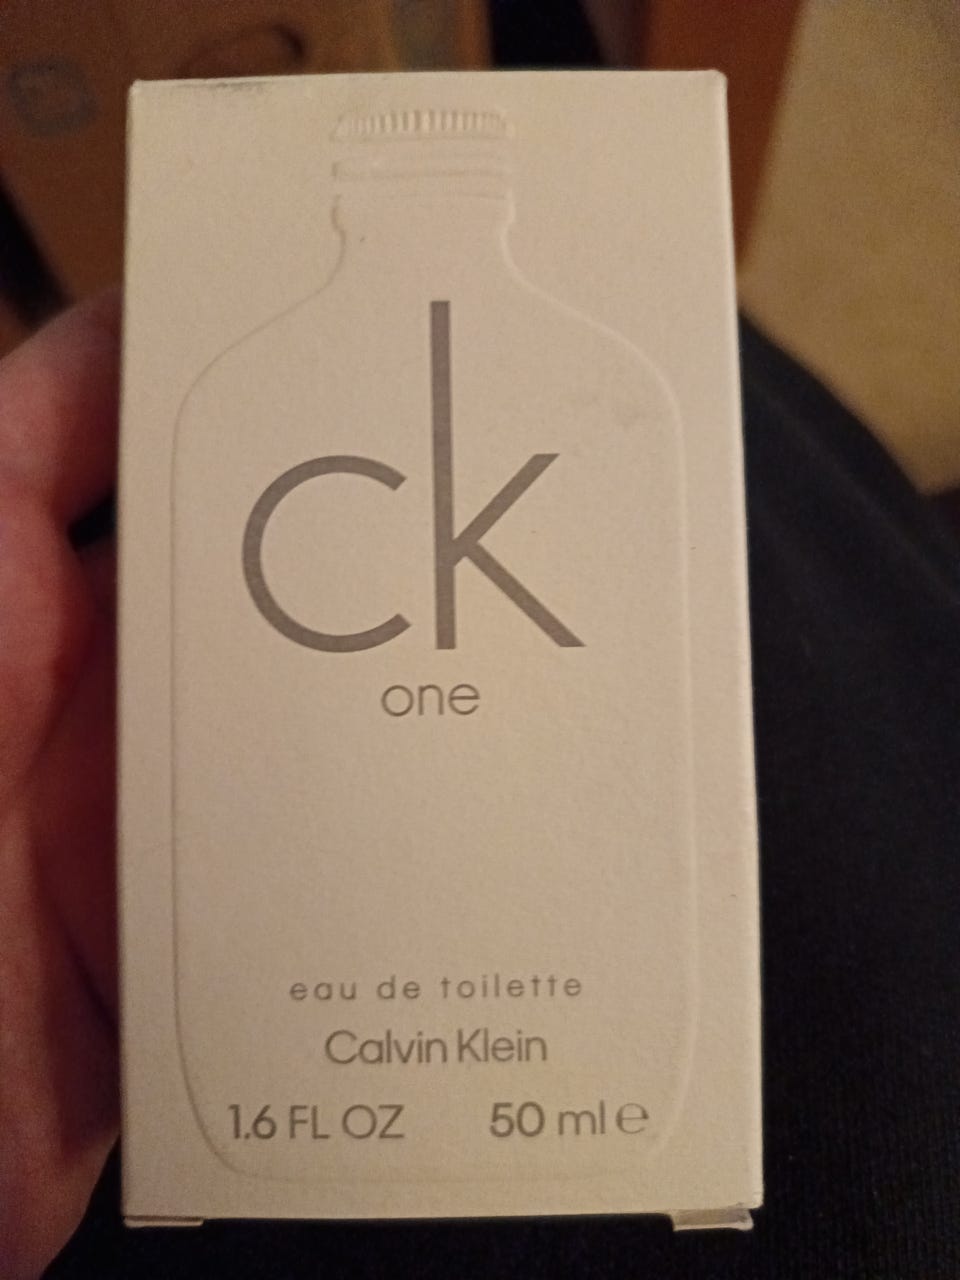 ck
one
eau de toilette
Calvin Klein
1.6 FL OZ 50 ml ℮